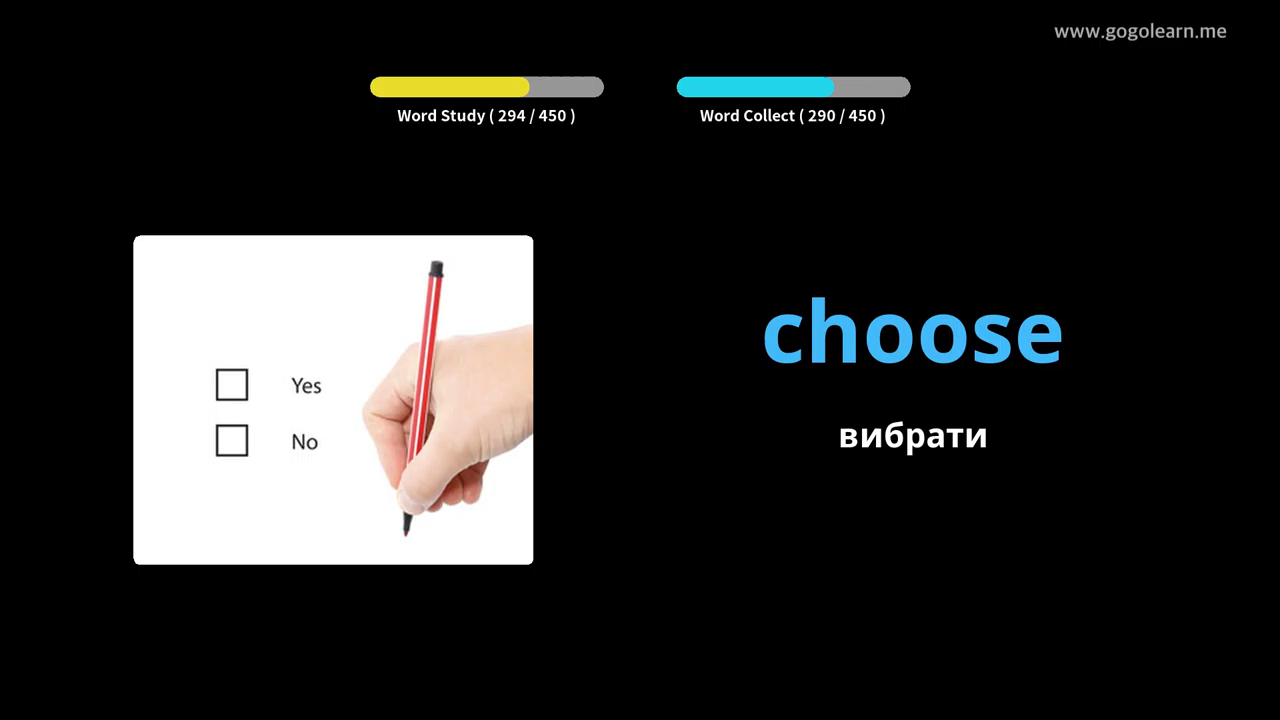 www.gogolearn.me
Word Study ( 294 / 450 )
Word Collect ( 290 / 450 )
Yes
No
choose
вибрати